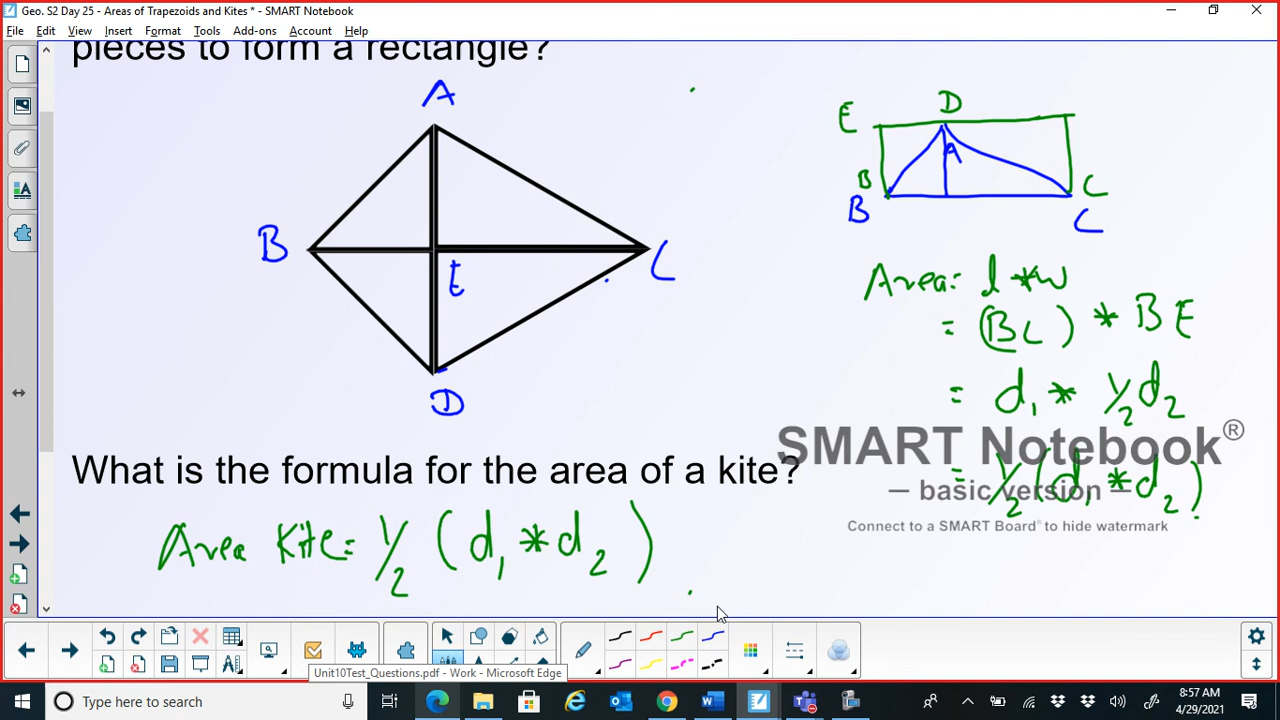 Geo. S2 Day 25 - Areas of Trapezoids and Kites * - SMART Notebook
File Edit View Insert Format Tools Add-ons Account Help
pieces to form a rectangle?
A
B
E
C
D
E
D
A
B
C
B
C
Area: l * w
= (BC) * BE
= d₁ * 1/2 d₂
= 1/2 (d₁ * d₂)
SMART Notebook®
— basic version —
Connect to a SMART Board® to hide watermark
What is the formula for the area of a kite?
Area Kite = 1/2 (d₁ * d₂)
Unit10Test_Questions.pdf - Work - Microsoft Edge
Type here to search
8:57 AM
4/29/2021